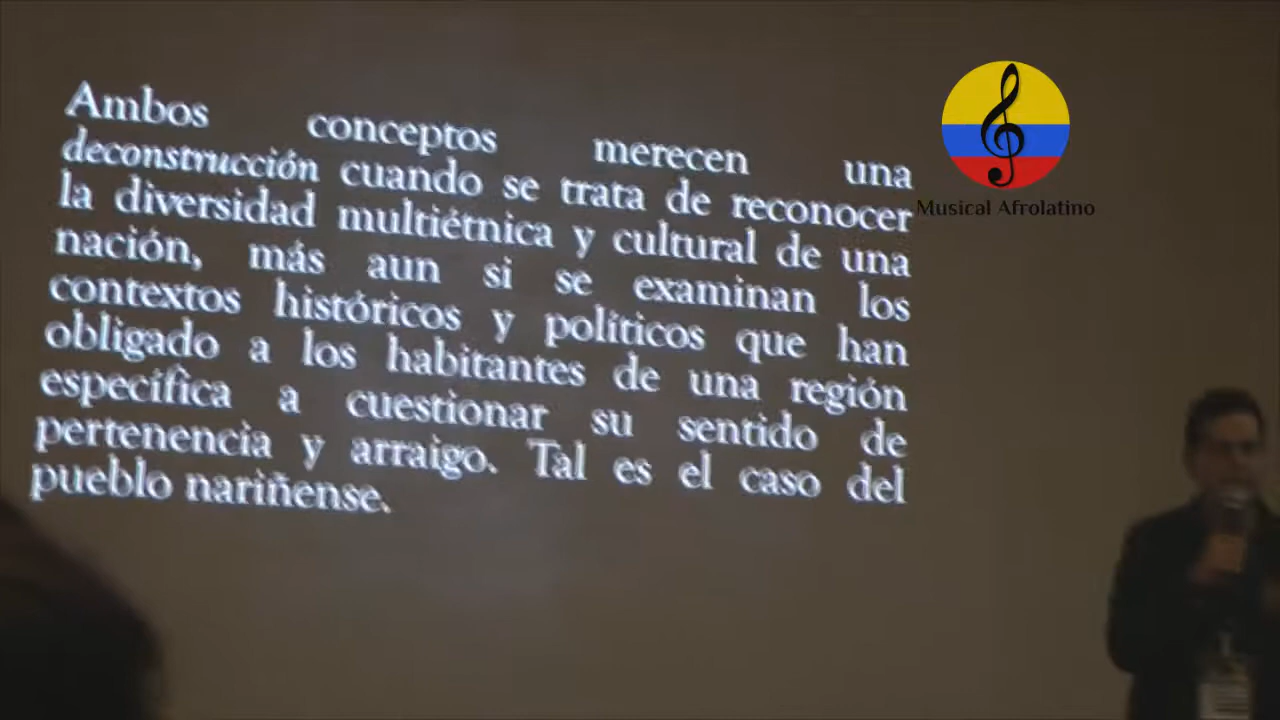 Ambos conceptos merecen una
deconstrucción cuando se trata de reconocer
la diversidad multiétnica y cultural de una
nación, más aun si se examinan los
contextos históricos y políticos que han
obligado a los habitantes de una región
específica a cuestionar su sentido de
pertenencia y arraigo. Tal es el caso del
pueblo nariñense.
Musical Afrolatino